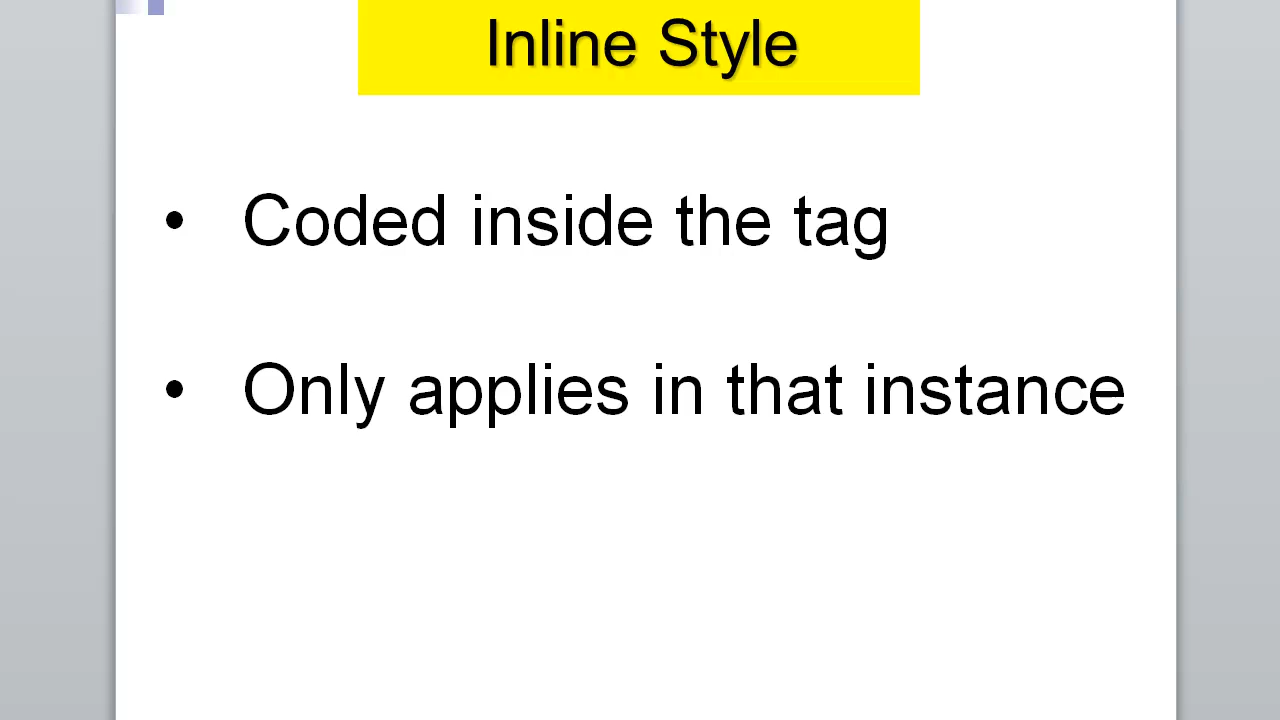 Inline Style
• Coded inside the tag
• Only applies in that instance